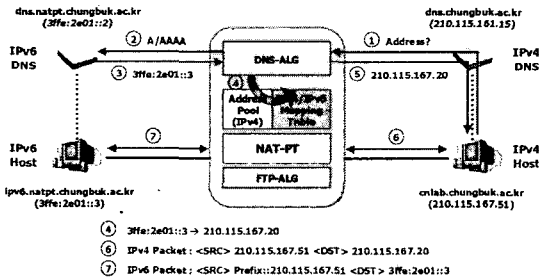 dns.natpt.chungbuk.ac.kr
(3ffe:2e01::2)
dns.chungbuk.ac.kr
(210.115.161.15)
② A/AAAA
① Address?
IPv6
DNS
DNS-ALG
IPv4
DNS
③ 3ffe:2e01::3
⑤ 210.115.167.20
④
Address
Pool
(IPv4)
Mapping
Table
IPv6
Host
⑦
NAT-PT
⑥
IPv4
Host
FTP-ALG
ipv6.natpt.chungbuk.ac.kr
(3ffe:2e01::3)
cnlab.chungbuk.ac.kr
(210.115.167.51)
④ 3ffe:2e01::3 → 210.115.167.20
⑥ IPv4 Packet: <SRC> 210.115.167.51 <DST> 210.115.167.20
⑦ IPv6 Packet; <SRC> Prefix::210.115.167.51 <DST> 3ffe:2e01::3